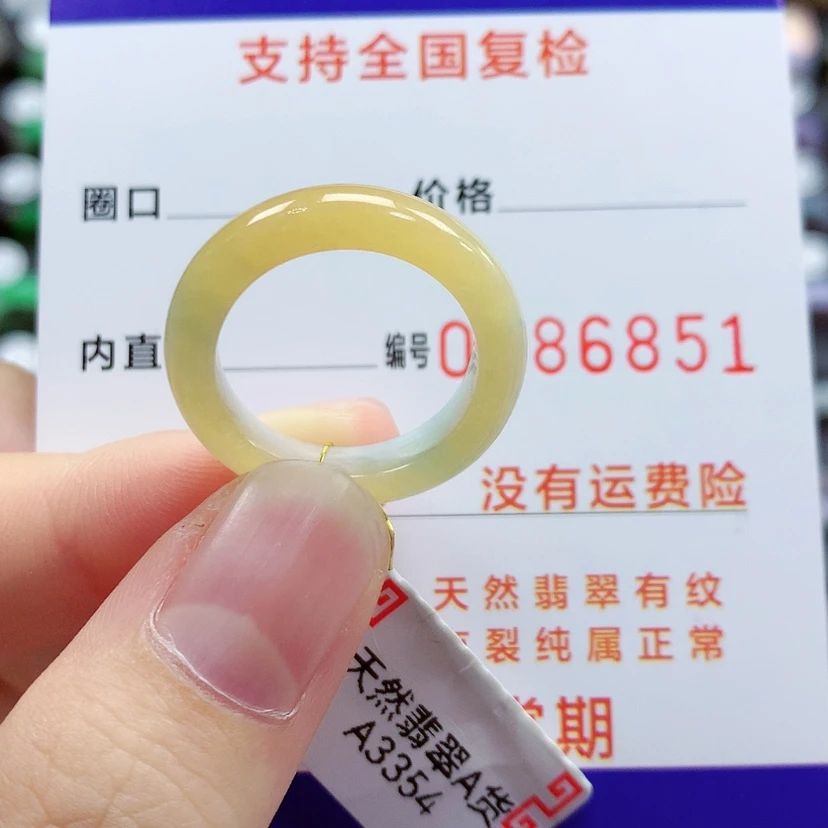 支持全国复检
圈口 价格
内直 编号 0 86851
没有运费险
天然翡翠有纹
裂纯属正常
期
天然翡翠A货
A3354